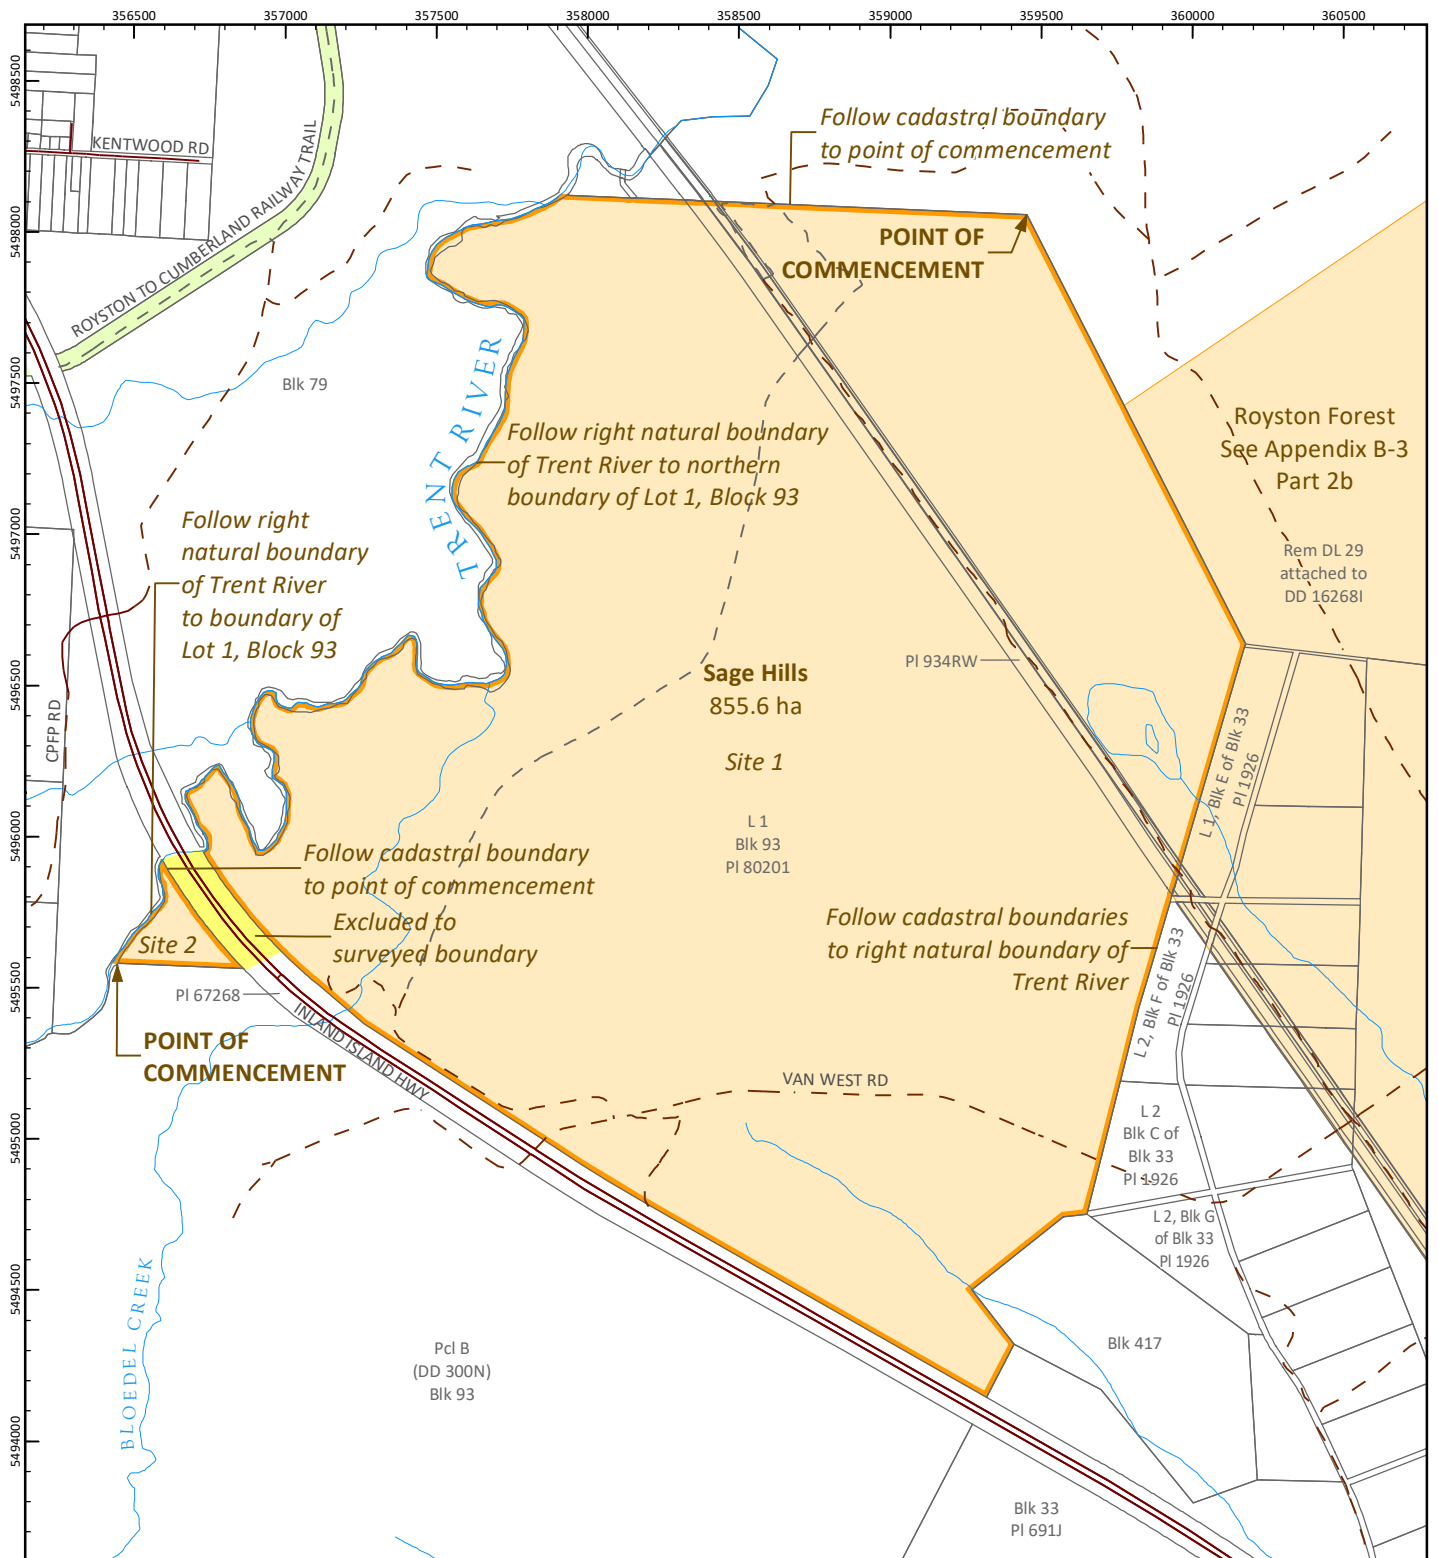 356500 357000 357500 358000 358500 359000 359500 360000 360500
5498500
5498000
5497500
5497000
5496500
5496000
5495500
5495000
5494500
5494000
KENTWOOD RD
ROYSTON TO CUMBERLAND RAILWAY TRAIL
Follow cadastral boundary
to point of commencement
POINT OF
COMMENCEMENT
Blk 79
TRENT RIVER
Follow right natural boundary
of Trent River to northern
boundary of Lot 1, Block 93
Royston Forest
See Appendix B-3
Part 2b
Rem DL 29
attached to
DD 16268I
Follow right
natural boundary
of Trent River
to boundary of
Lot 1, Block 93
CPFP RD
Sage Hills
855.6 ha
Site 1
Pl 934RW
L 1
Blk 93
Pl 80201
L 1, Blk E of Blk 33
Pl 1926
Follow cadastral boundary
to point of commencement
Excluded to
surveyed boundary
Site 2
Pl 67268
POINT OF
COMMENCEMENT
INLAND ISLAND HWY
Follow cadastral boundaries
to right natural boundary of
Trent River
L 2, Blk F of Blk 33
Pl 1926
VAN WEST RD
L 2
Blk C of
Blk 33
Pl 1926
L 2, Blk G
of Blk 33
Pl 1926
BLOEDEL CREEK
Pcl B
(DD 300N)
Blk 93
Blk 417
Blk 33
Pl 691J